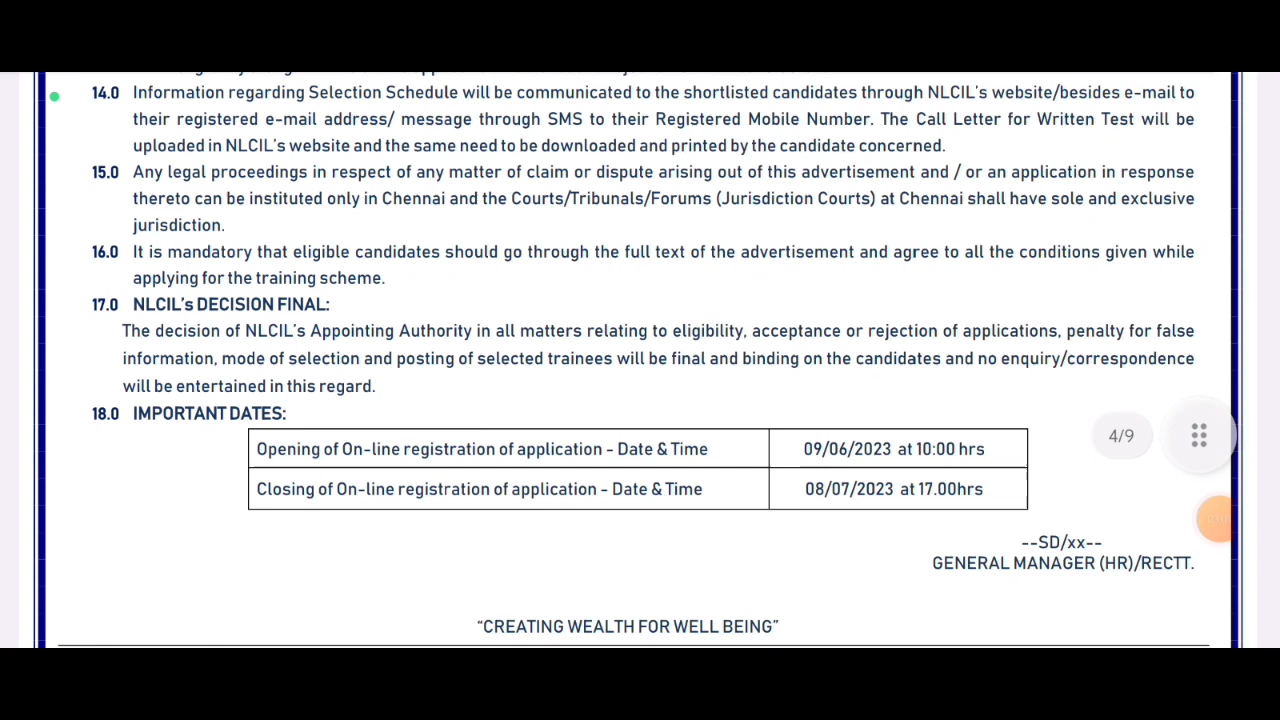 14.0 Information regarding Selection Schedule will be communicated to the shortlisted candidates through NLCIL's website/besides e-mail to
their registered e-mail address/ message through SMS to their Registered Mobile Number. The Call Letter for Written Test will be
uploaded in NLCIL's website and the same need to be downloaded and printed by the candidate concerned.
15.0 Any legal proceedings in respect of any matter of claim or dispute arising out of this advertisement and / or an application in response
thereto can be instituted only in Chennai and the Courts/Tribunals/Forums (Jurisdiction Courts) at Chennai shall have sole and exclusive
jurisdiction.
16.0 It is mandatory that eligible candidates should go through the full text of the advertisement and agree to all the conditions given while
applying for the training scheme.
17.0 NLCIL's DECISION FINAL:
The decision of NLCIL's Appointing Authority in all matters relating to eligibility, acceptance or rejection of applications, penalty for false
information, mode of selection and posting of selected trainees will be final and binding on the candidates and no enquiry/correspondence
will be entertained in this regard.
18.0 IMPORTANT DATES:
Opening of On-line registration of application - Date & Time 09/06/2023 at 10:00 hrs
4/9
Closing of On-line registration of application - Date & Time 08/07/2023 at 17.00hrs
--SD/xx--
GENERAL MANAGER (HR)/RECTT.
"CREATING WEALTH FOR WELL BEING"